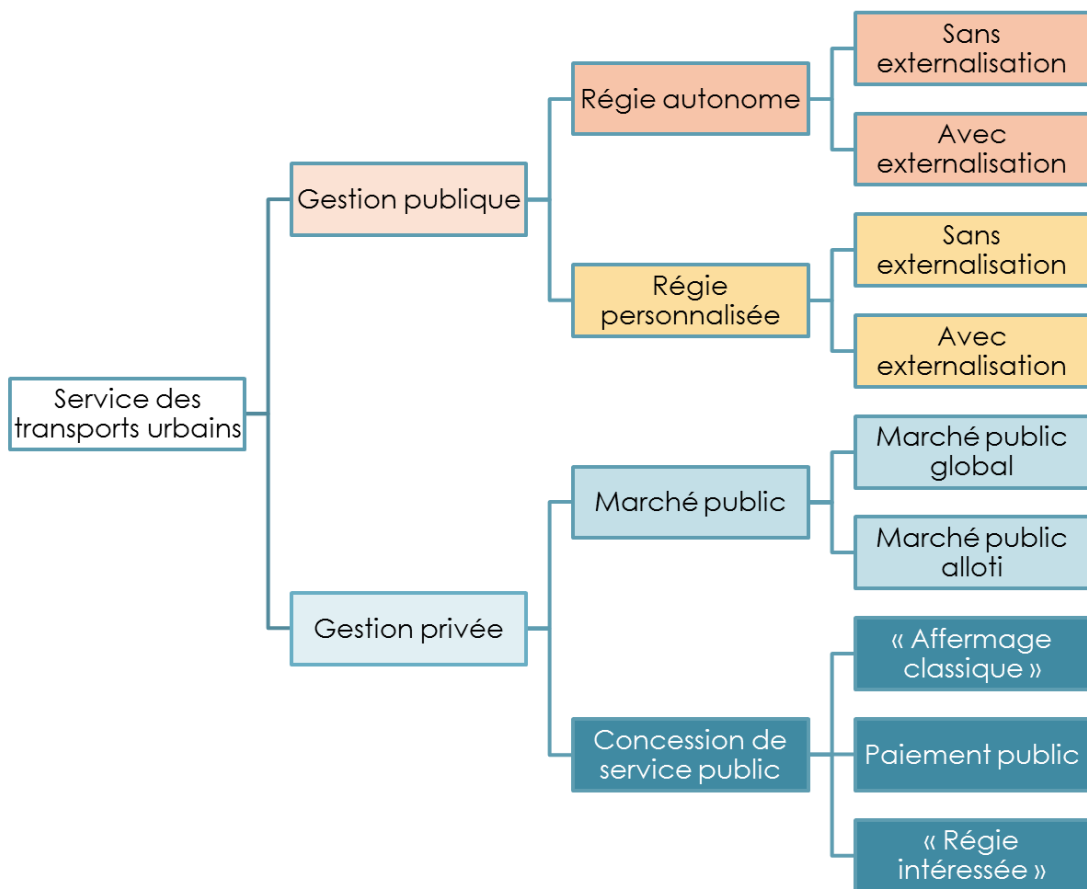 Service des
transports urbains
Gestion publique
Régie autonome
Sans
externalisation
Avec
externalisation
Régie
personnalisée
Sans
externalisation
Avec
externalisation
Gestion privée
Marché public
Marché public
global
Marché public
alloti
Concession de
service public
« Affermage
classique »
Paiement public
« Régie
intéressée »